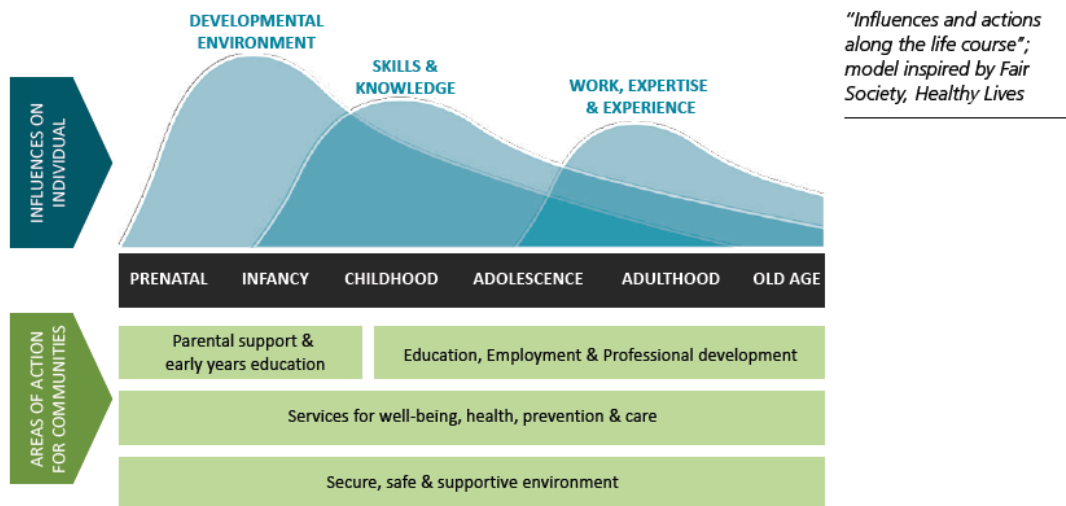 DEVELOPMENTAL
ENVIRONMENT
SKILLS &
KNOWLEDGE
WORK, EXPERTISE
& EXPERIENCE
"Influences and actions
along the life course";
model inspired by Fair
Society, Healthy Lives
INFLUENCES ON
INDIVIDUAL
PRENATAL INFANCY CHILDHOOD ADOLESCENCE ADULTHOOD OLD AGE
AREAS OF ACTION
FOR COMMUNITIES
Parental support &
early years education
Education, Employment & Professional development
Services for well-being, health, prevention & care
Secure, safe & supportive environment